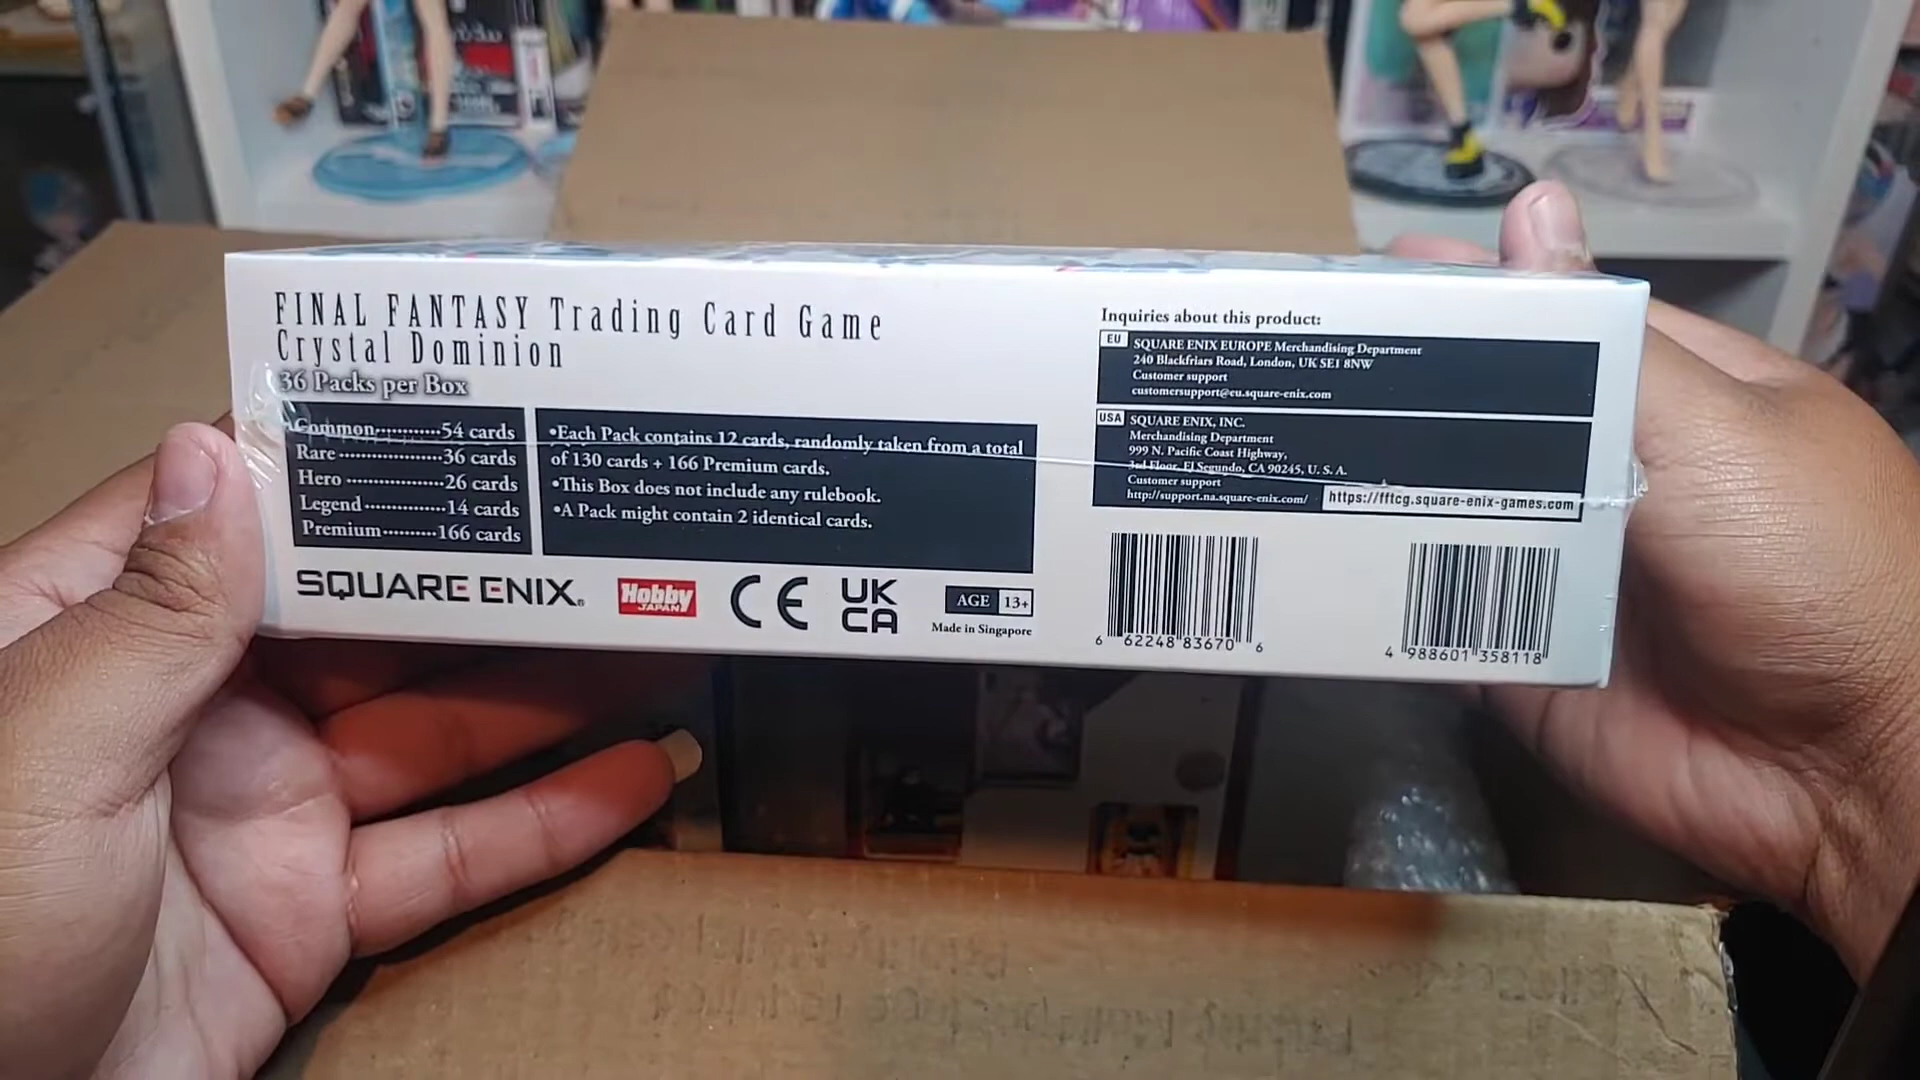 FINAL FANTASY Trading Card Game
Crystal Dominion
36 Packs per Box
Common············54 cards
Rare ··················36 cards
Hero ·················26 cards
Legend ··············14 cards
Premium··········166 cards
•Each Pack contains 12 cards, randomly taken from a total
of 130 cards + 166 Premium cards.
•This Box does not include any rulebook.
•A Pack might contain 2 identical cards.
SQUARE ENIX®
Hobby
JAPAN
CE
UK
CA
AGE 13+
Made in Singapore
Inquiries about this product:
EU
SQUARE ENIX EUROPE Merchandising Department
240 Blackfriars Road, London, UK SE1 8NW
Customer support
customersupport@eu.square-enix.com
USA
SQUARE ENIX, INC.
Merchandising Department
999 N. Pacific Coast Highway,
3rd Floor, El Segundo, CA 90245, U. S. A.
Customer support
http://support.na.square-enix.com/
https://fftcg.square-enix-games.com
6 62248 83670 6
4 988601 358118